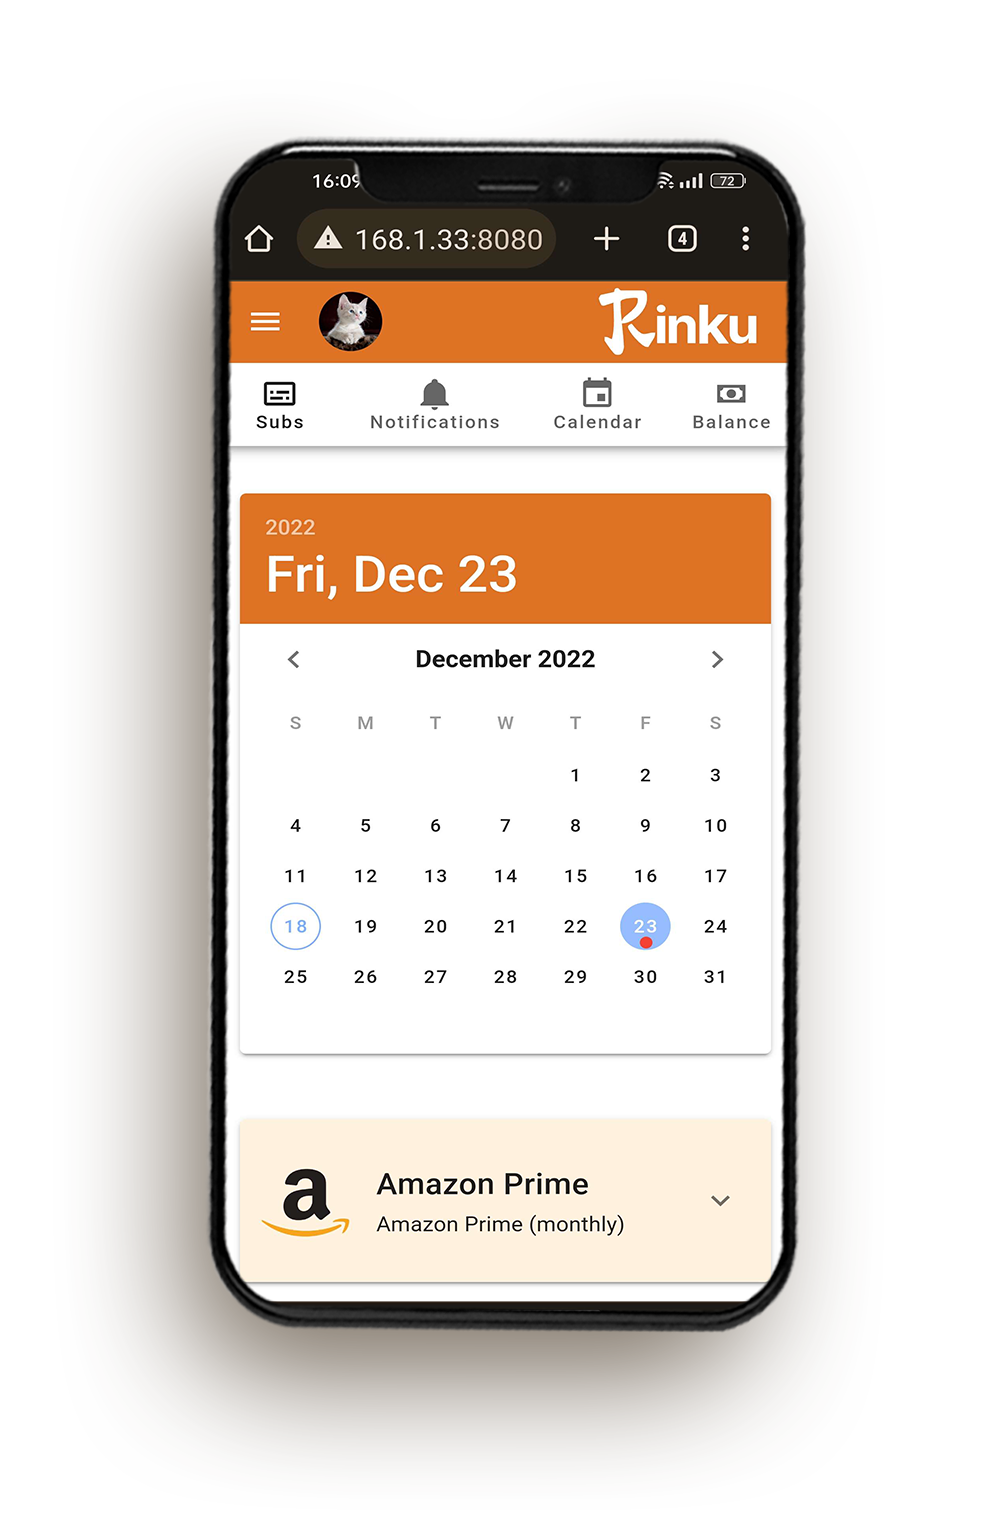 16:09
72
168.1.33:8080
4
Rinku
Subs Notifications Calendar Balance
2022
Fri, Dec 23
December 2022
S M T W T F S
1 2 3
4 5 6 7 8 9 10
11 12 13 14 15 16 17
18 19 20 21 22 23 24
25 26 27 28 29 30 31
a
Amazon Prime
Amazon Prime (monthly)